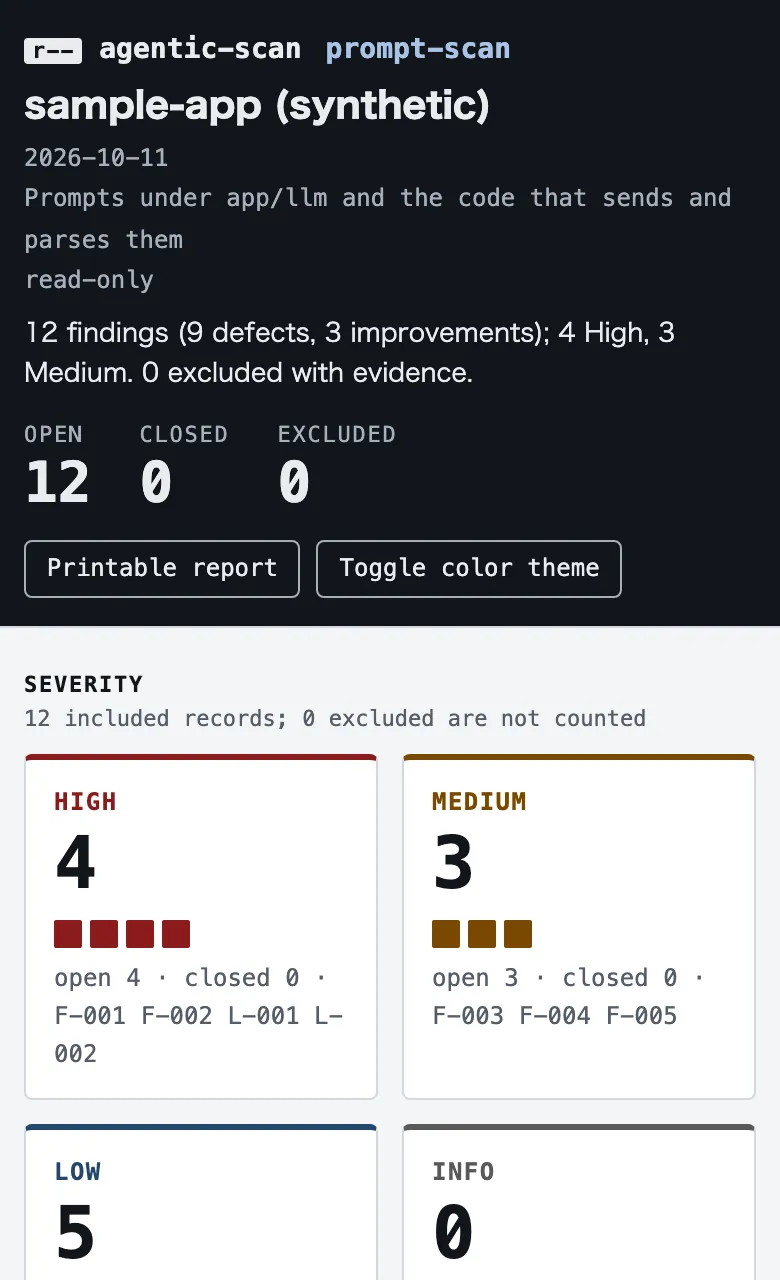 r-- agentic-scan prompt-scan
sample-app (synthetic)
2026-10-11
Prompts under app/llm and the code that sends and
parses them
read-only
12 findings (9 defects, 3 improvements); 4 High, 3
Medium. 0 excluded with evidence.
OPEN CLOSED EXCLUDED
12 0 0
Printable report Toggle color theme
SEVERITY
12 included records; 0 excluded are not counted
HIGH
4
open 4 · closed 0 ·
F-001 F-002 L-001 L-
002
MEDIUM
3
open 3 · closed 0 ·
F-003 F-004 F-005
LOW
5
INFO
0